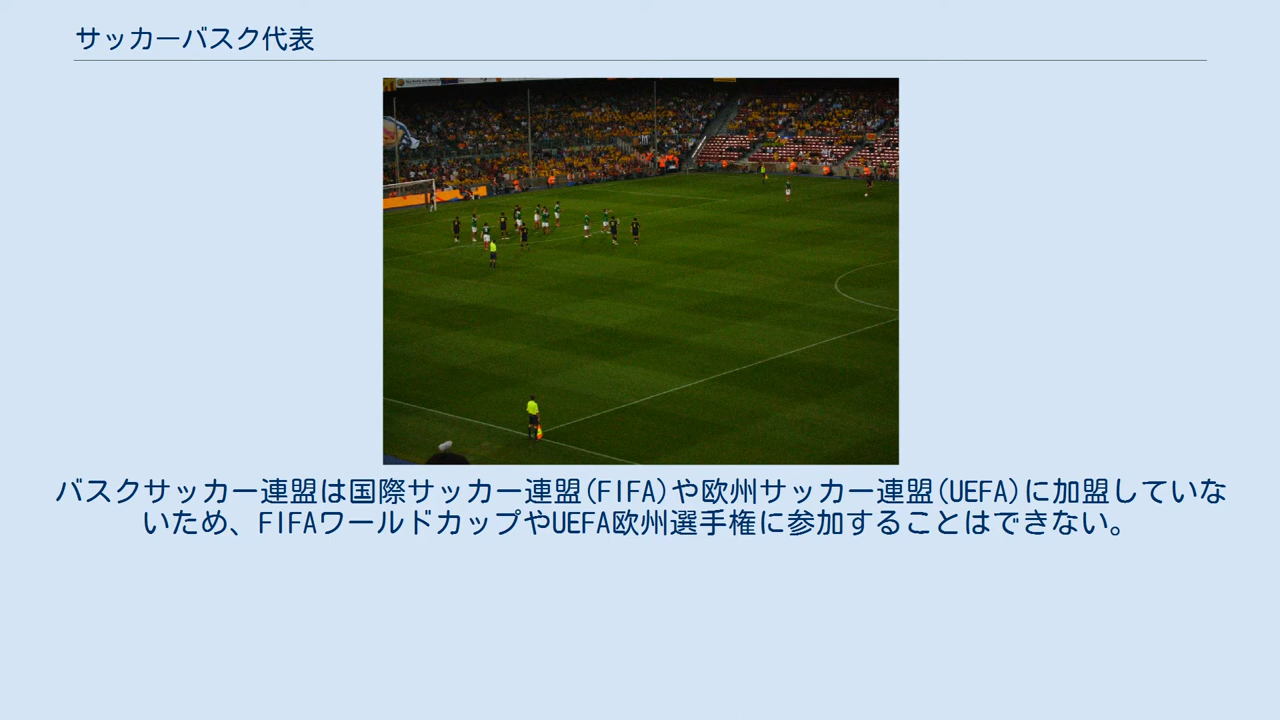 サッカーバスク代表
バスクサッカー連盟は国際サッカー連盟(FIFA)や欧州サッカー連盟(UEFA)に加盟していな
いため、FIFAワールドカップやUEFA欧州選手権に参加することはできない。